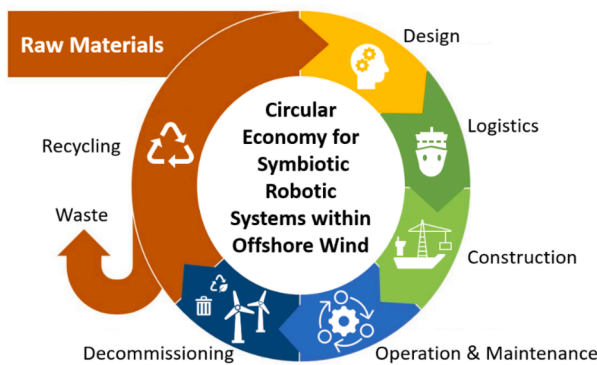 Raw Materials
Design
Logistics
Construction
Operation & Maintenance
Decommissioning
Waste
Recycling
Circular
Economy for
Symbiotic
Robotic
Systems within
Offshore Wind